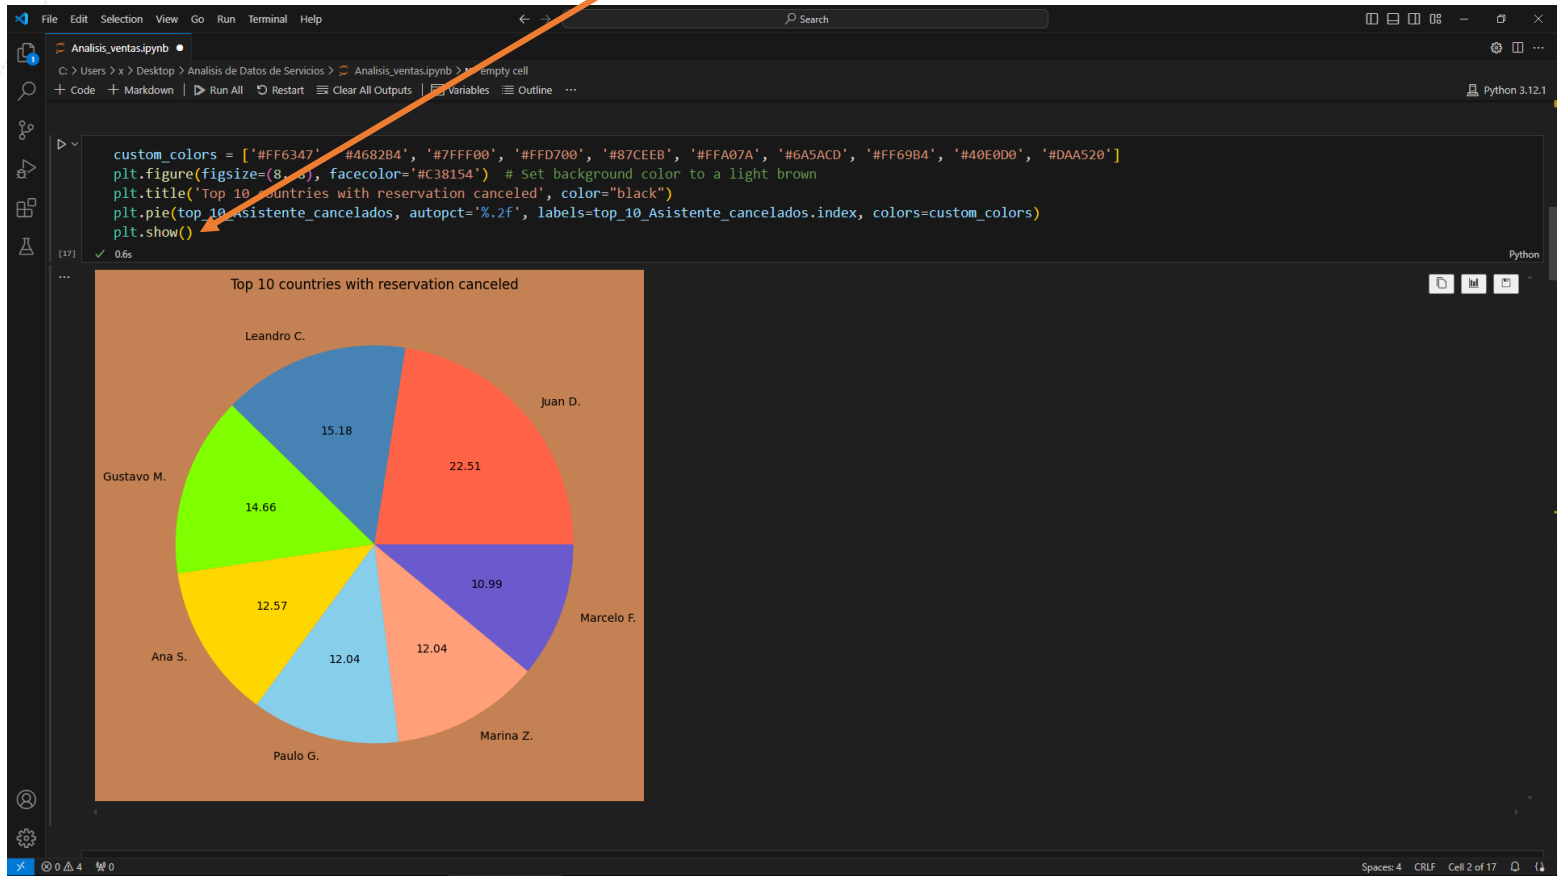 File Edit Selection View Go Run Terminal Help Search
Analisis_ventas.ipynb
C: > Users > x > Desktop > Analisis de Datos de Servicios > Analisis_ventas.ipynb > empty cell
+ Code + Markdown | Run All Restart Clear All Outputs | Variables Outline ... Python 3.12.1
custom_colors = ['#FF6347' '#4682B4', '#7FFF00', '#FFD700', '#87CEEB', '#FFA07A', '#6A5ACD', '#FF69B4', '#40E0D0', '#DAA520']
plt.figure(figsize=(8, ), facecolor='#C38154') # Set background color to a light brown
plt.title('Top 10 countries with reservation canceled', color="black")
plt.pie(top_10_Asistente_cancelados, autopct='%.2f', labels=top_10_Asistente_cancelados.index, colors=custom_colors)
plt.show()
[17] 0.6s Python
Top 10 countries with reservation canceled
Leandro C.
Juan D.
15.18
22.51
Gustavo M.
14.66
10.99
12.57
Marcelo F.
12.04
Ana S.
12.04
Marina Z.
Paulo G.
0 4 0 Spaces: 4 CRLF Cell 2 of 17